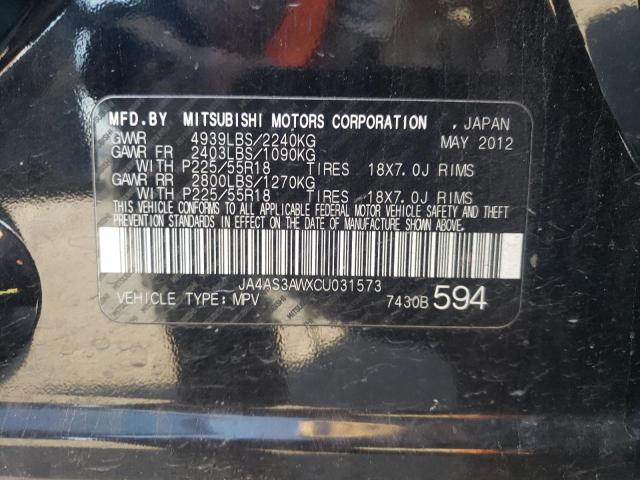 MFD.BY MITSUBISHI MOTORS CORPORATION , JAPAN
GVWR 4939LBS/2240KG MAY 2012
GAWR FR 2403LBS/1090KG
WITH P225/55R18 TIRES 18X7.0J RIMS
GAWR RR 2800LBS/1270KG
WITH P225/55R18 TIRES 18X7.0J RIMS
THIS VEHICLE CONFORMS TO ALL APPLICABLE FEDERAL MOTOR VEHICLE SAFETY AND THEFT
PREVENTION STANDARDS IN EFFECT ON THE DATE OF MANUFACTURE SHOWN ABOVE.
JA4AS3AWXCU031573
VEHICLE TYPE: MPV 7430B 594